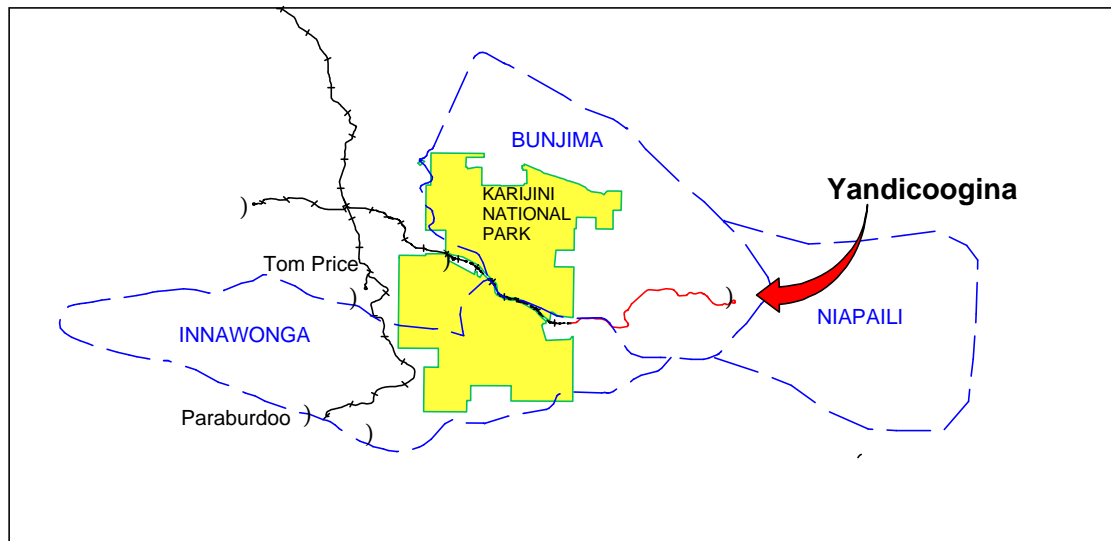 BUNJIMA
Yandicoogina
KARIJINI
NATIONAL
PARK
Tom Price
NIAPAILI
INNAWONGA
Paraburdoo